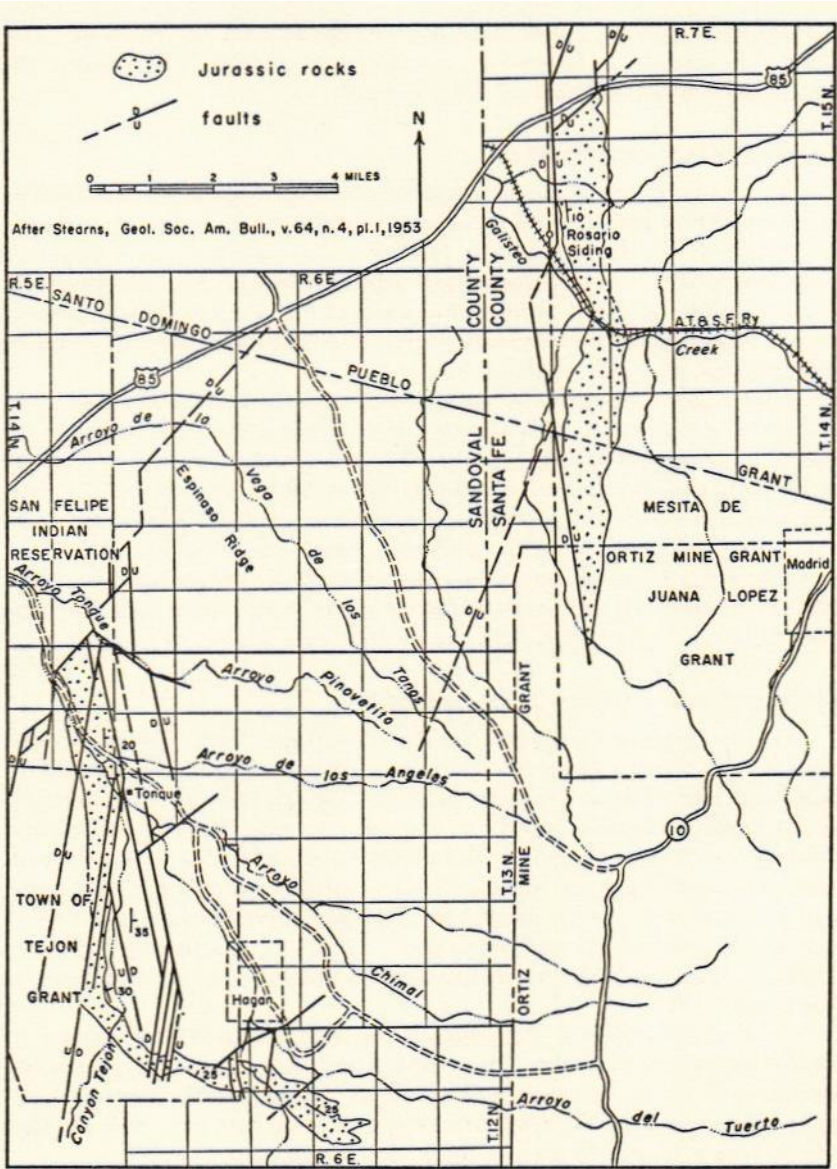 R.7 E.
D U
85
Jurassic rocks
T. 15 N.
D
U
faults
N
0 1 2 3 4 MILES
After Stearns, Geol. Soc. Am. Bull., v. 64, n. 4, pl. 1, 1953
D U
10
Rosario
Siding
Galisteo
COUNTY
COUNTY
R. 5 E.
R. 6 E.
SANTO DOMINGO PUEBLO GRANT
A.T. & S.F. Ry
Creek
85
D U
T. 14 N.
T. 14 N.
Arroyo de la Vega de los Tanos
Espinaso Ridge
SANDOVAL
SANTA FE
D U
SAN FELIPE
INDIAN
RESERVATION
MESITA DE
D U
ORTIZ MINE GRANT
Madrid
JUANA LOPEZ
GRANT
Arroyo Tonque
D U
D U
Arroyo Pinovetito
GRANT
D U
20
D U
Arroyo de los Angeles
Tonque
10
D U
T. 13 N.
MINE
Arroyo Chimal
TOWN OF
TEJON
GRANT
35
U D
30
Hagan
ORTIZ
D U
U D
25
25
Canyon Tejon
T. 12 N.
Arroyo del Tuerto
R. 6 E.